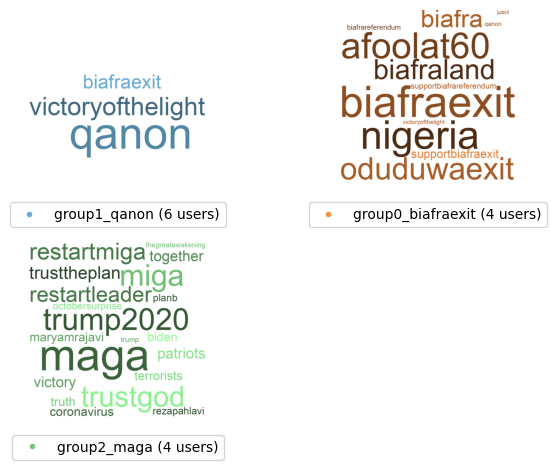 biafraexit
victoryofthelight
qanon
group1_qanon (6 users)
jubril
biafra
qanon
biafrareferendum
afoolat60
biafraland
supportbiafrareferendum
biafraexit
victoryofthelight
nigeria
supportbiafraexit
oduduwaexit
group0_biafraexit (4 users)
thegreatawakening
restartmiga
together
trusttheplan
miga
restartleader
planb
octobersurprise
trump2020
maryamrajavi
trump
biden
maga
patriots
terrorists
victory
trustgod
truth
coronavirus
rezapahlavi
group2_maga (4 users)